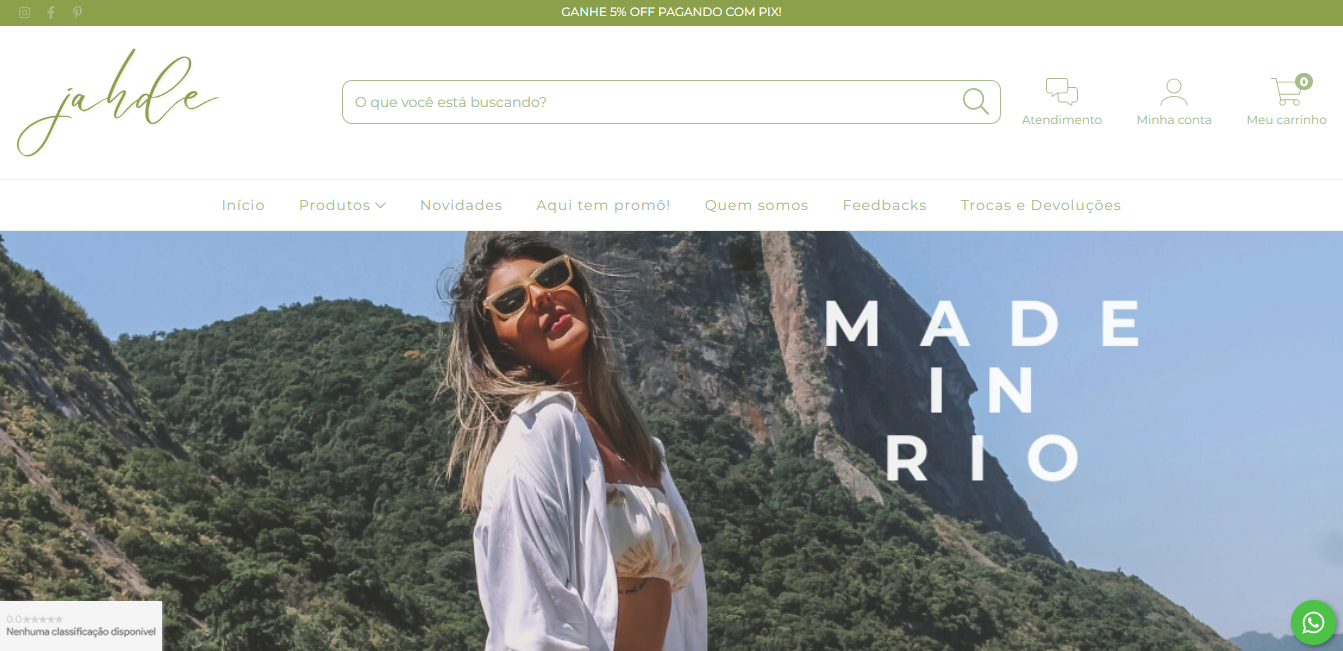 GANHE 5% OFF PAGANDO COM PIX!
jahde
O que você está buscando?
0
Atendimento
Minha conta
Meu carrinho
Início
Produtos
Novidades
Aqui tem promô!
Quem somos
Feedbacks
Trocas e Devoluções
MADE
IN
RIO
0.0★★★★★
Nenhuma classificação disponível